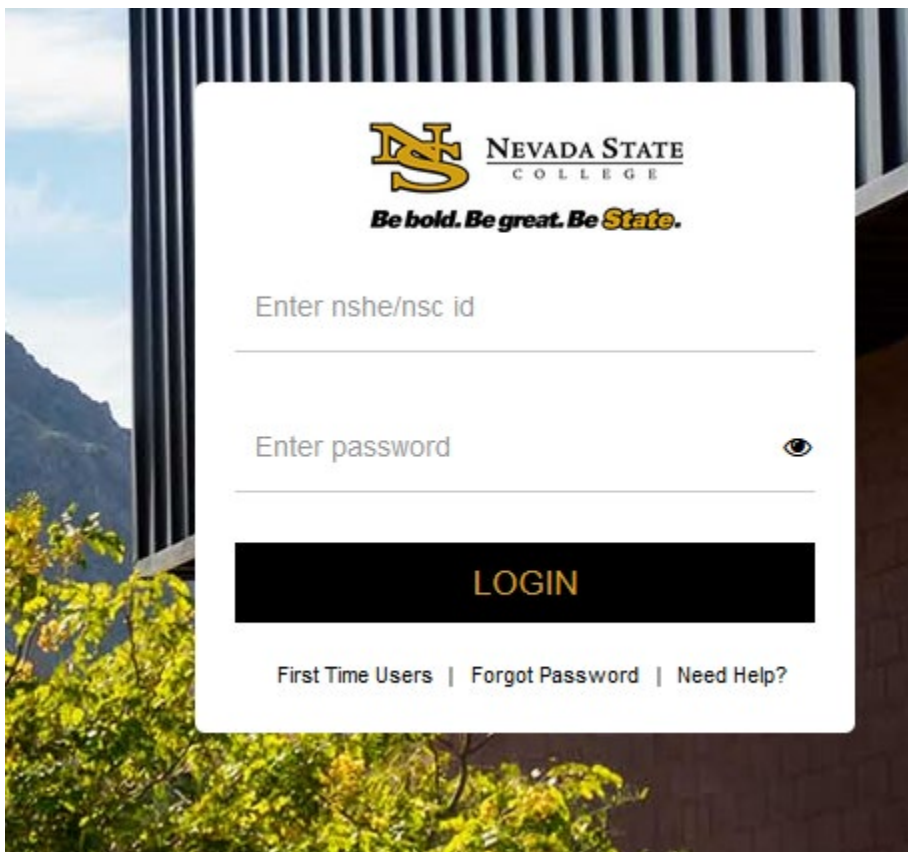 NS NEVADA STATE
COLLEGE
Be bold. Be great. Be State.
Enter nshe/nsc id
Enter password
LOGIN
First Time Users | Forgot Password | Need Help?